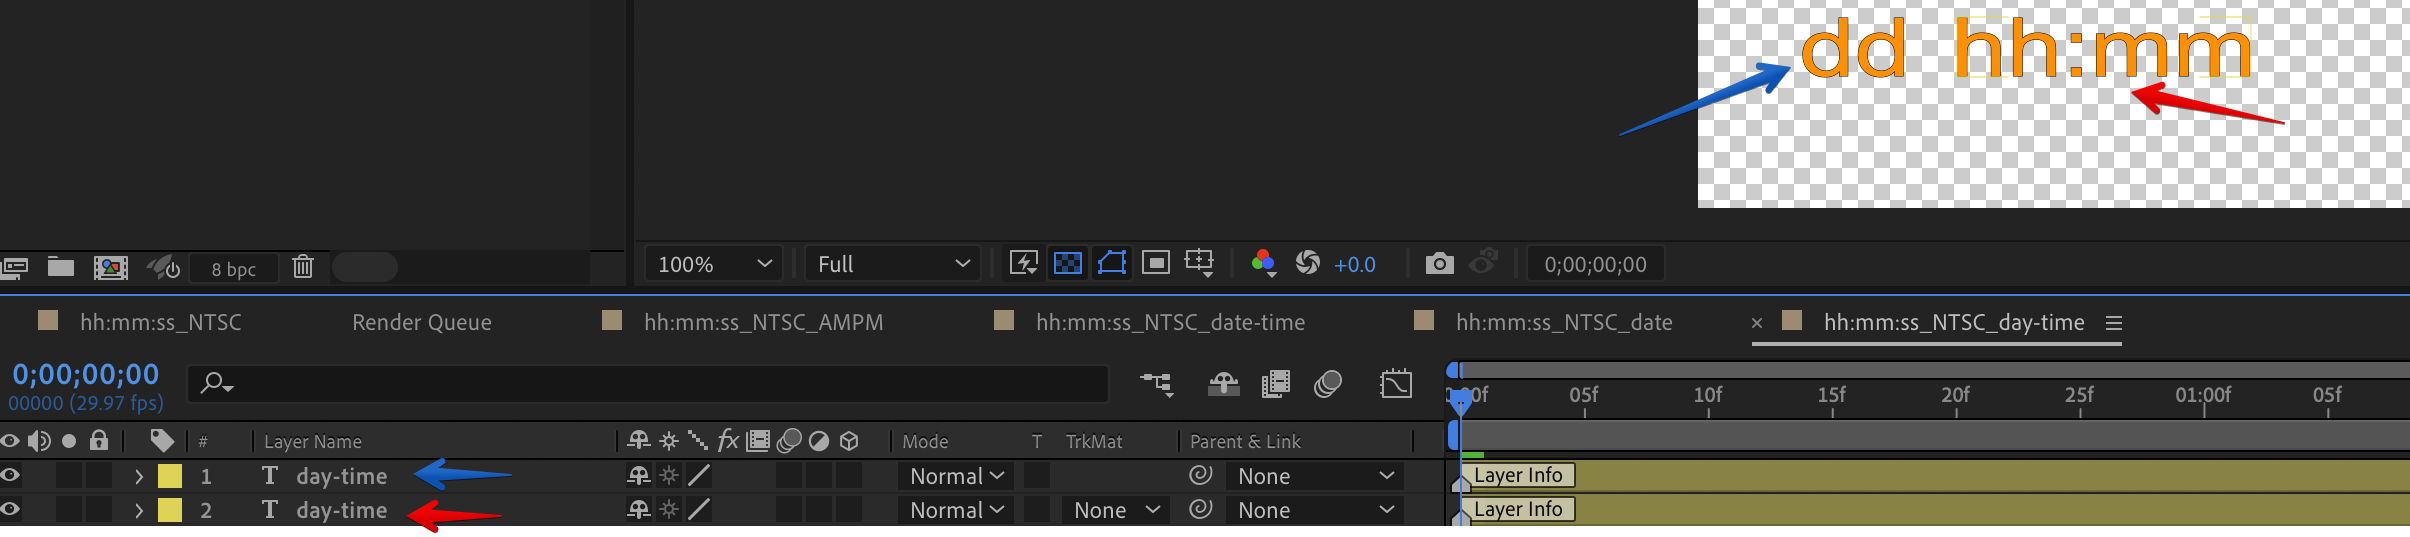 dd hh:mm
8 bpc
100%
Full
+0.0
0;00;00;00
hh:mm:ss_NTSC
Render Queue
hh:mm:ss_NTSC_AMPM
hh:mm:ss_NTSC_date-time
hh:mm:ss_NTSC_date
× hh:mm:ss_NTSC_day-time
0;00;00;00
00000 (29.97 fps)
05f 10f 15f 20f 25f 01:00f 05f
# Layer Name fx Mode T TrkMat Parent & Link
1 T day-time Normal None Layer Info
2 T day-time Normal None None Layer Info